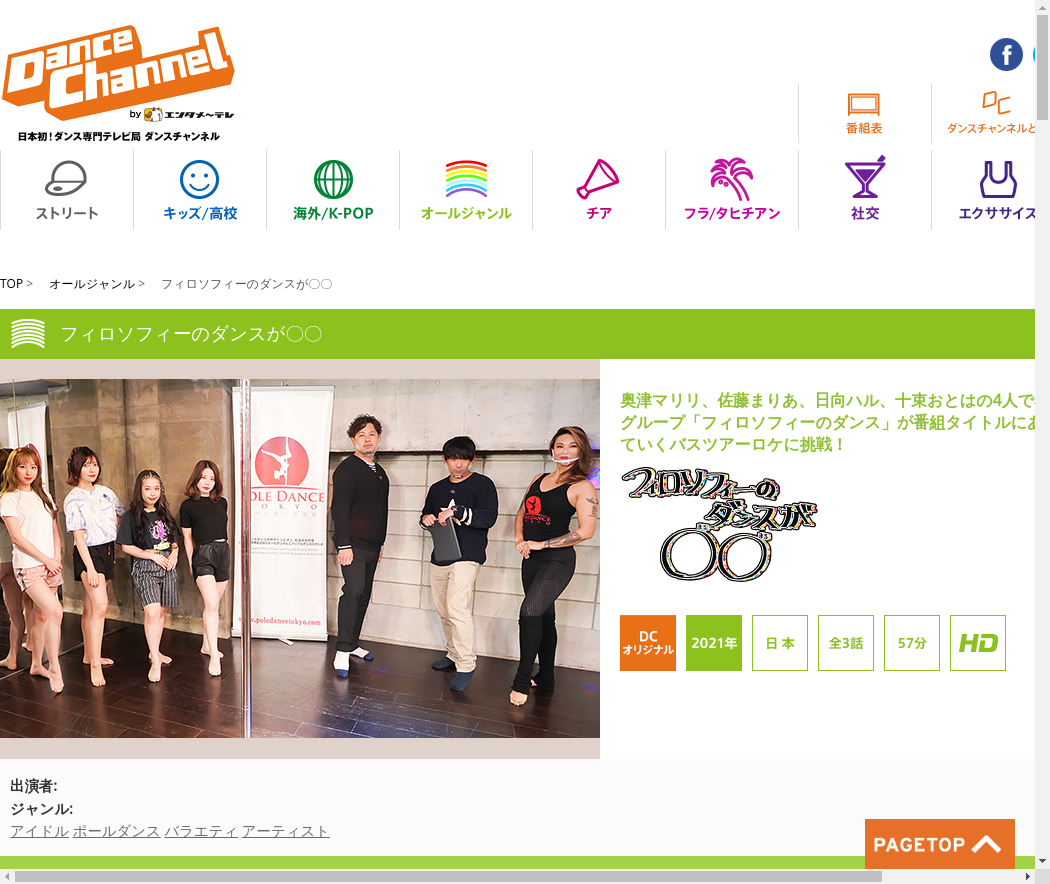 Dance
Channel
by エンタメ～テレ
日本初！ダンス専門テレビ局 ダンスチャンネル
番組表
ダンスチャンネルと
ストリート
キッズ/高校
海外/K-POP
オールジャンル
チア
フラ/タヒチアン
社交
エクササイズ
TOP > オールジャンル > フィロソフィーのダンスが〇〇
フィロソフィーのダンスが〇〇
POLE DANCE
TOKYO
www.poledancetokyo.com
奥津マリリ、佐藤まりあ、日向ハル、十束おとはの4人で
グループ「フィロソフィーのダンス」が番組タイトルにあ
ていくバスツアーロケに挑戦！
フィロソフィーの
ダンスが
〇〇
DC
オリジナル
2021年
日本
全3話
57分
HD
出演者:
ジャンル:
アイドル ポールダンス バラエティ アーティスト
PAGETOP